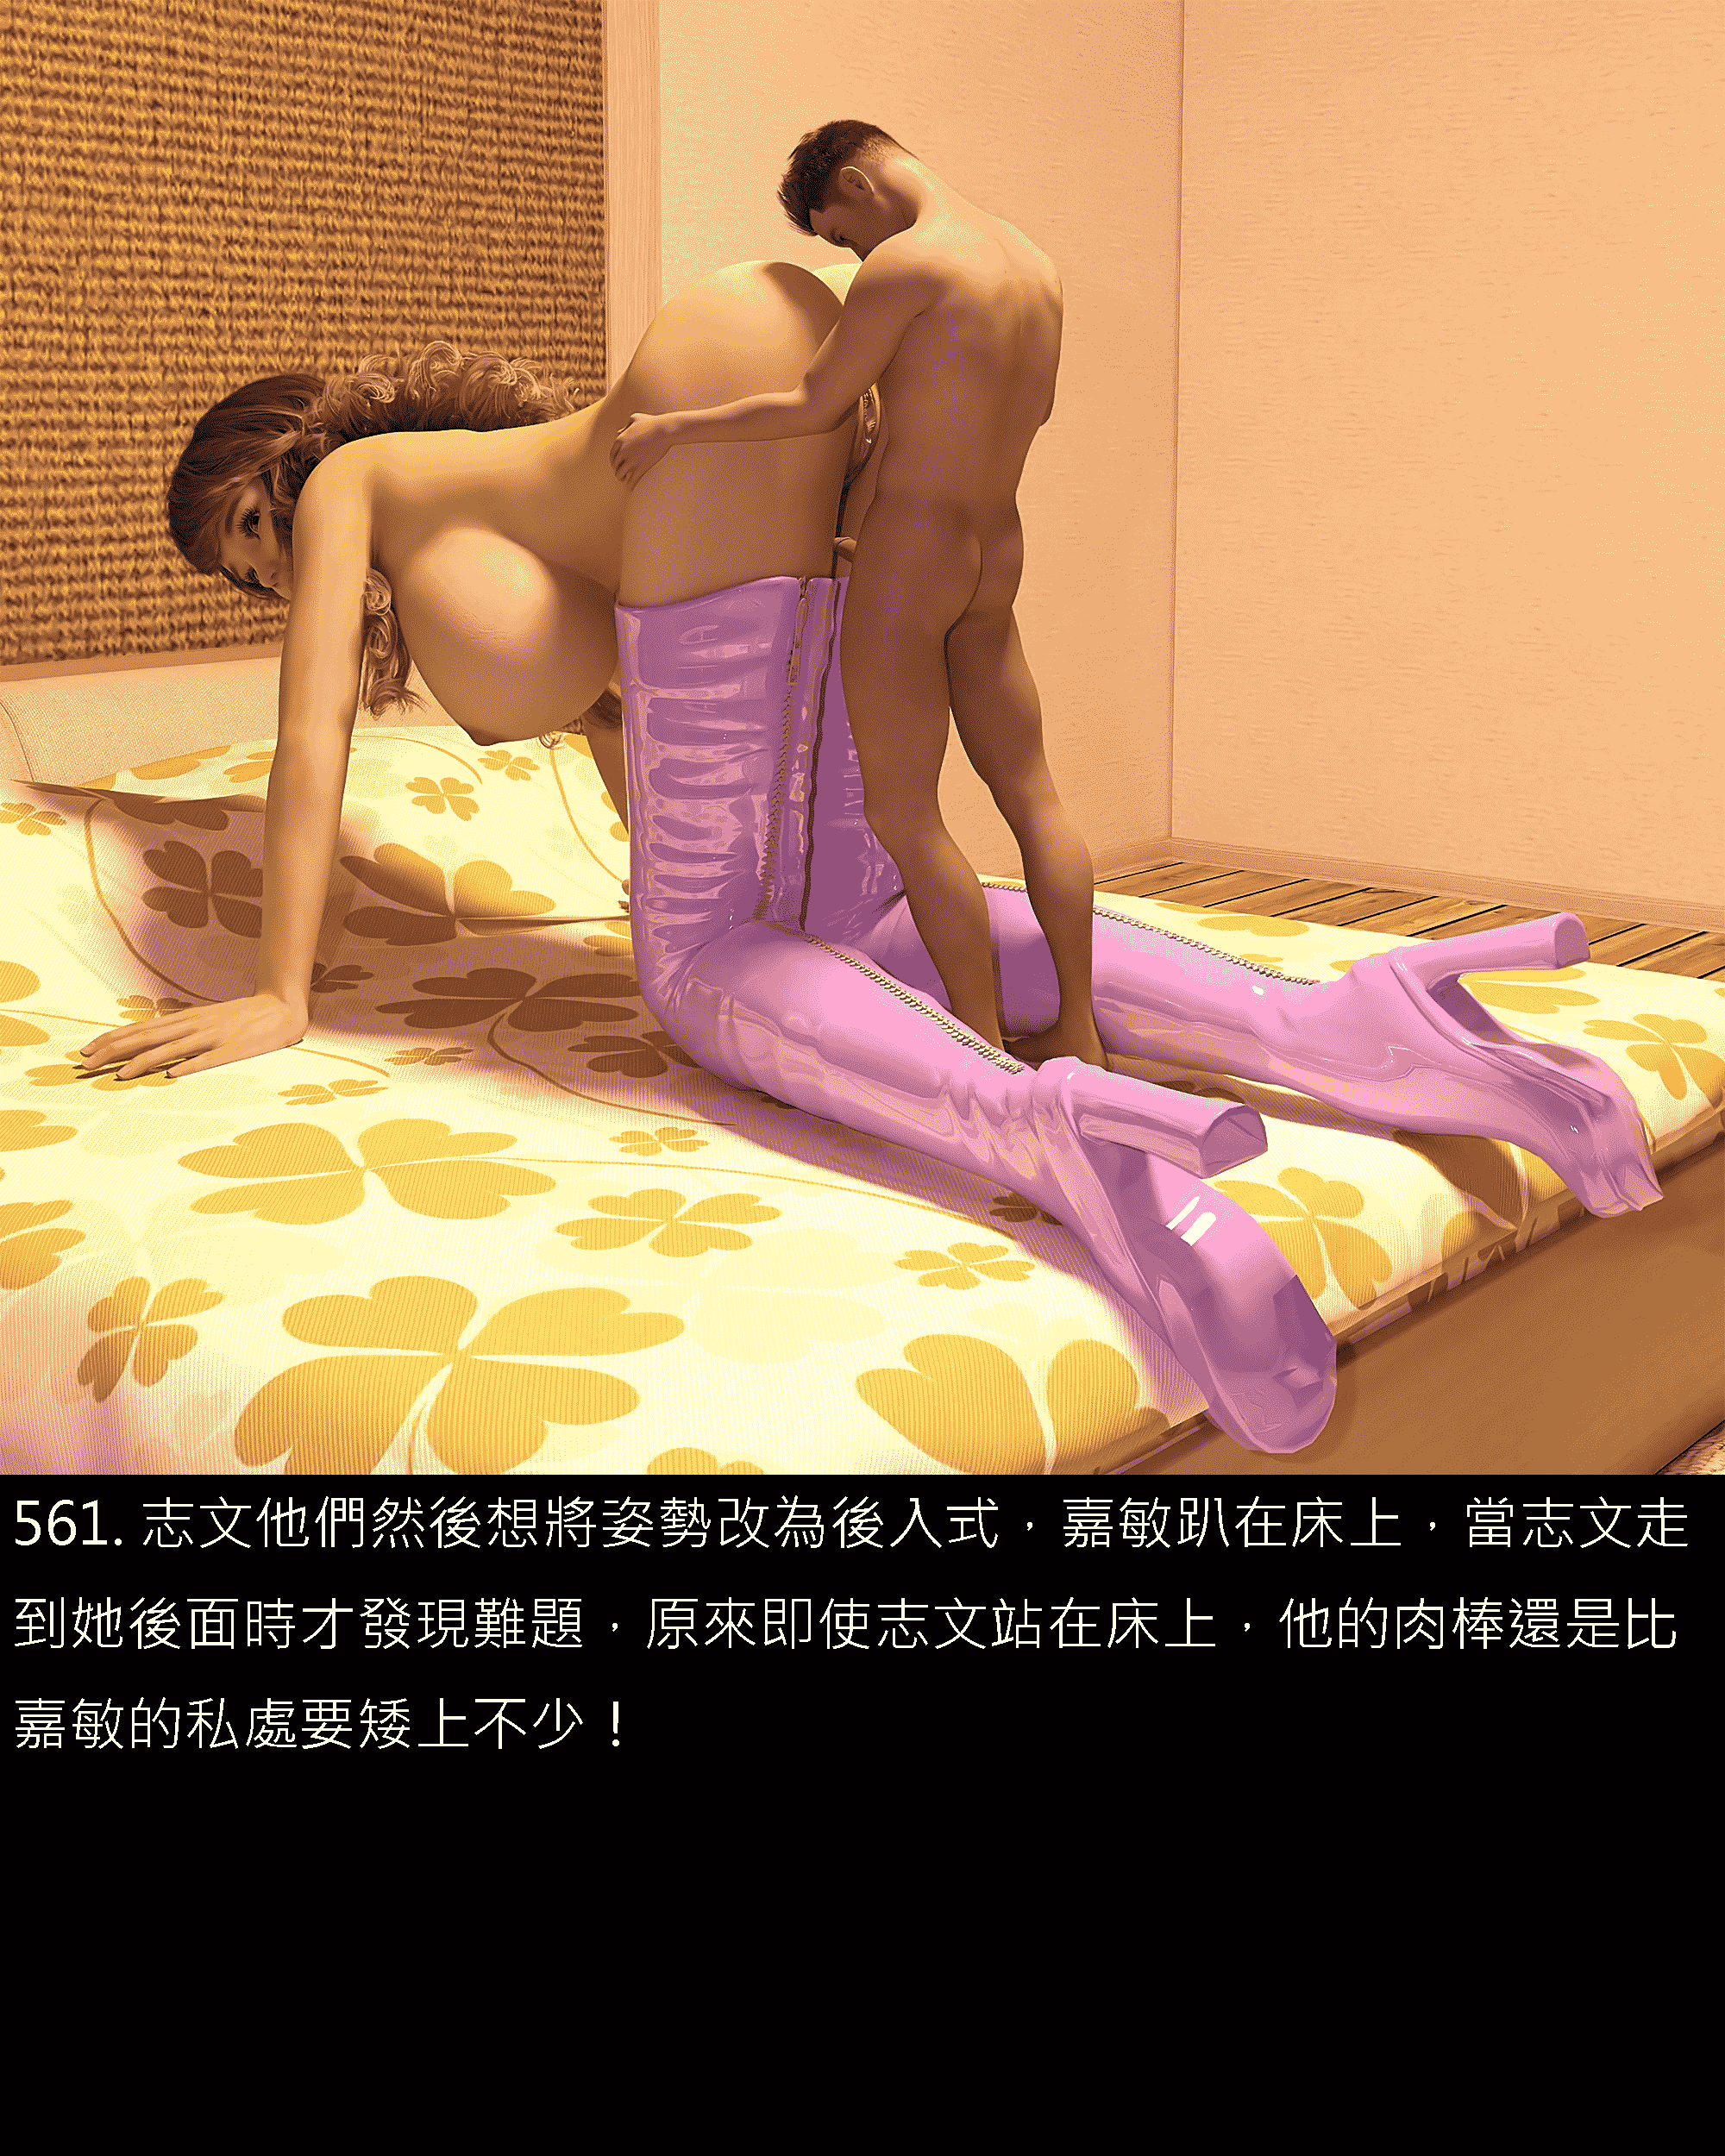 561. 志文他們然後想將姿勢改為後入式，嘉敏趴在床上，當志文走
到她後面時才發現難題，原來即使志文站在床上，他的肉棒還是比
嘉敏的私處要矮上不少！